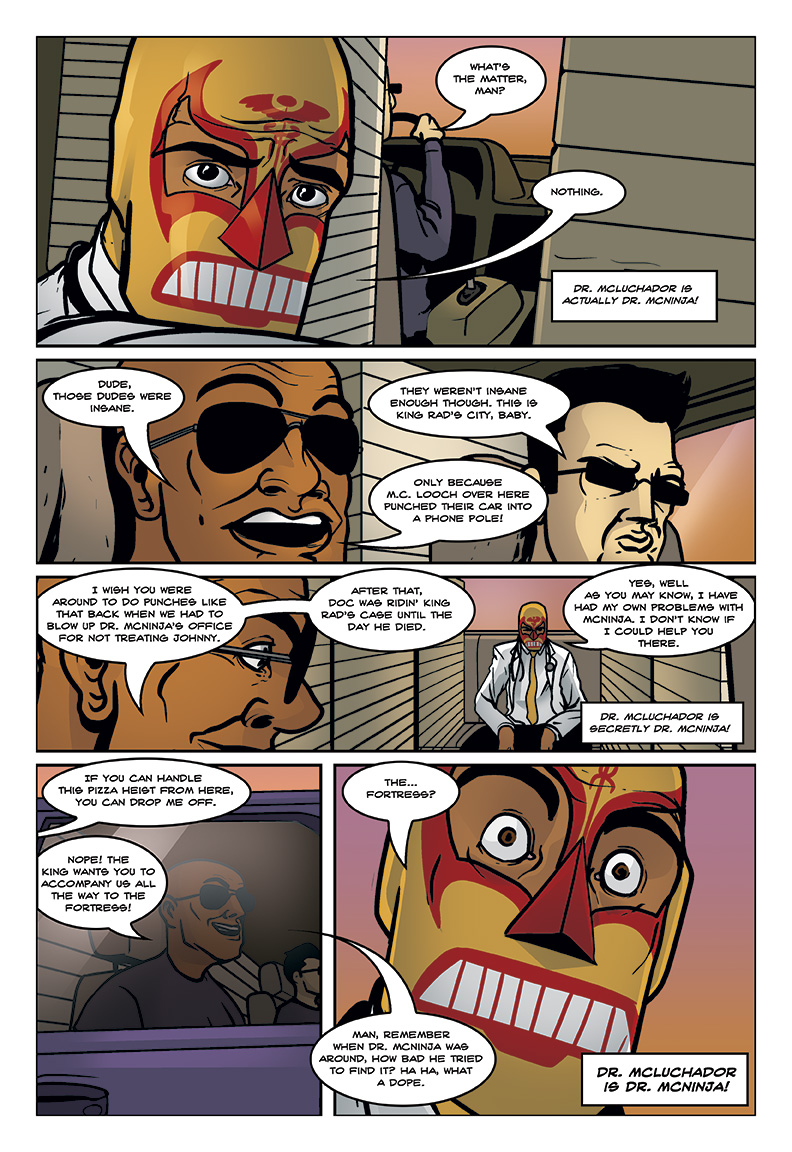 WHAT'S
THE MATTER,
MAN?
NOTHING.
DR. MCLUCHADOR IS
ACTUALLY DR. MCNINJA!
DUDE,
THOSE DUDES WERE
INSANE.
THEY WEREN'T INSANE
ENOUGH THOUGH. THIS IS
KING RAD'S CITY, BABY.
ONLY BECAUSE
M.C. LOOCH OVER HERE
PUNCHED THEIR CAR INTO
A PHONE POLE!
I WISH YOU WERE
AROUND TO DO PUNCHES LIKE
THAT BACK WHEN WE HAD TO
BLOW UP DR. MCNINJA'S OFFICE
FOR NOT TREATING JOHNNY.
AFTER THAT,
DOC WAS RIDIN' KING
RAD'S CASE UNTIL THE
DAY HE DIED.
YES, WELL
AS YOU MAY KNOW, I HAVE
HAD MY OWN PROBLEMS WITH
MCNINJA. I DON'T KNOW IF
I COULD HELP YOU
THERE.
DR. MCLUCHADOR IS
SECRETLY DR. MCNINJA!
IF YOU CAN HANDLE
THIS PIZZA HEIST FROM HERE,
YOU CAN DROP ME OFF.
NOPE! THE
KING WANTS YOU TO
ACCOMPANY US ALL
THE WAY TO THE
FORTRESS!
THE...
FORTRESS?
MAN, REMEMBER
WHEN DR. MCNINJA WAS
AROUND, HOW BAD HE TRIED
TO FIND IT? HA HA, WHAT
A DOPE.
DR. MCLUCHADOR
IS DR. MCNINJA!